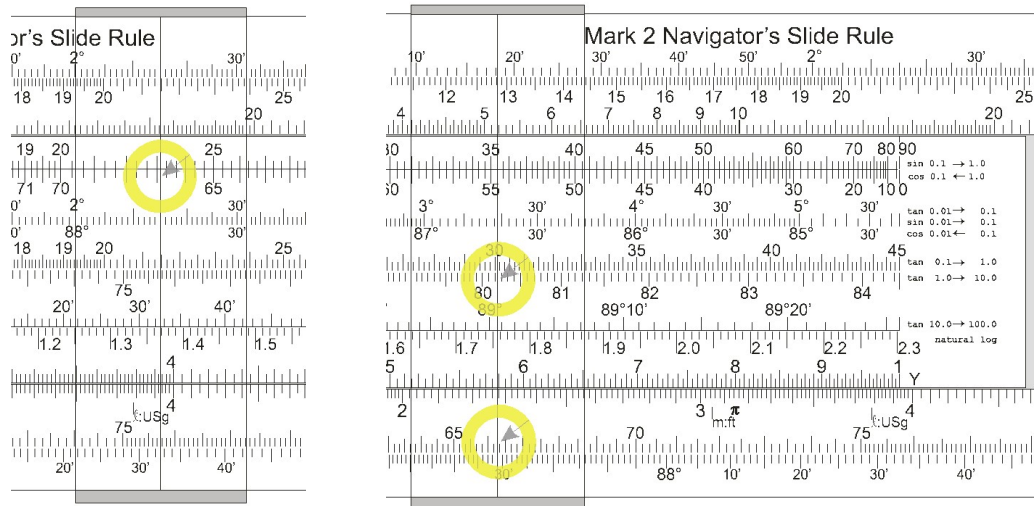 or's Slide Rule
0' 2° 30'
18 19 20 25
20
19 20 25
71 70 65
0' 2° 30'
0' 88° 30'
18 19 20 25
75
20' 30' 40'
1.2 1.3 1.4 1.5
4
4
ℓ:USg
75
20' 30' 40'
Mark 2 Navigator's Slide Rule
10' 20' 30' 40' 50' 2° 30'
12 13 14 15 16 17 18 19 20 25
4 5 6 7 8 9 10 20
30 35 40 45 50 60 70 80 90
sin 0.1 → 1.0
cos 0.1 ← 1.0
60 55 50 45 40 30 20 10 0
3° 30' 4° 30' 5° 30'
tan 0.01→ 0.1
sin 0.01→ 0.1
cos 0.01← 0.1
87° 30' 86° 30' 85° 30'
30 35 40 45
tan 0.1→ 1.0
tan 1.0→ 10.0
80 81 82 83 84
89° 89°10' 89°20'
tan 10.0→ 100.0
natural log
1.6 1.7 1.8 1.9 2.0 2.1 2.2 2.3
5 6 7 8 9 1 Y
2 3 π 4
m:ft ℓ:USg
65 70 75
30' 88° 10' 20' 30' 40'